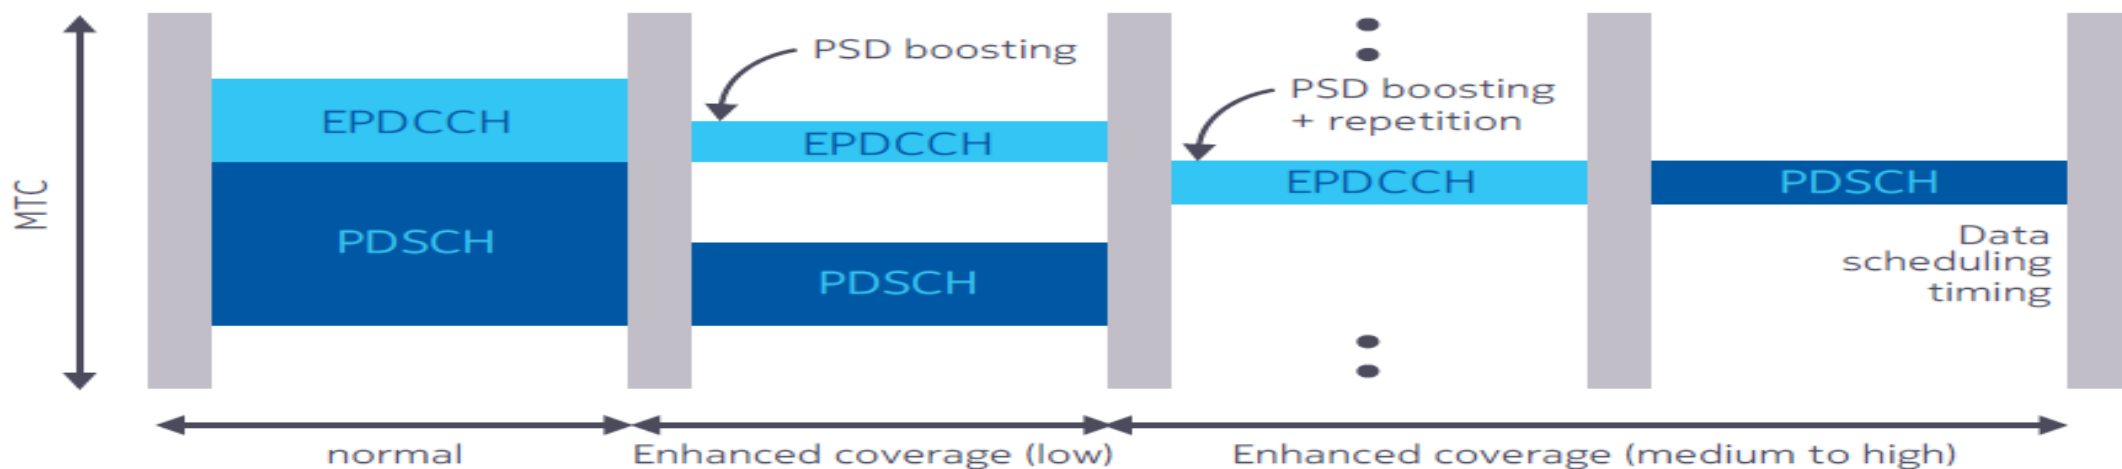 MTC
EPDCCH
PDSCH
PSD boosting
EPDCCH
PDSCH
PSD boosting
+ repetition
EPDCCH
PDSCH
Data
scheduling
timing
normal
Enhanced coverage (low)
Enhanced coverage (medium to high)